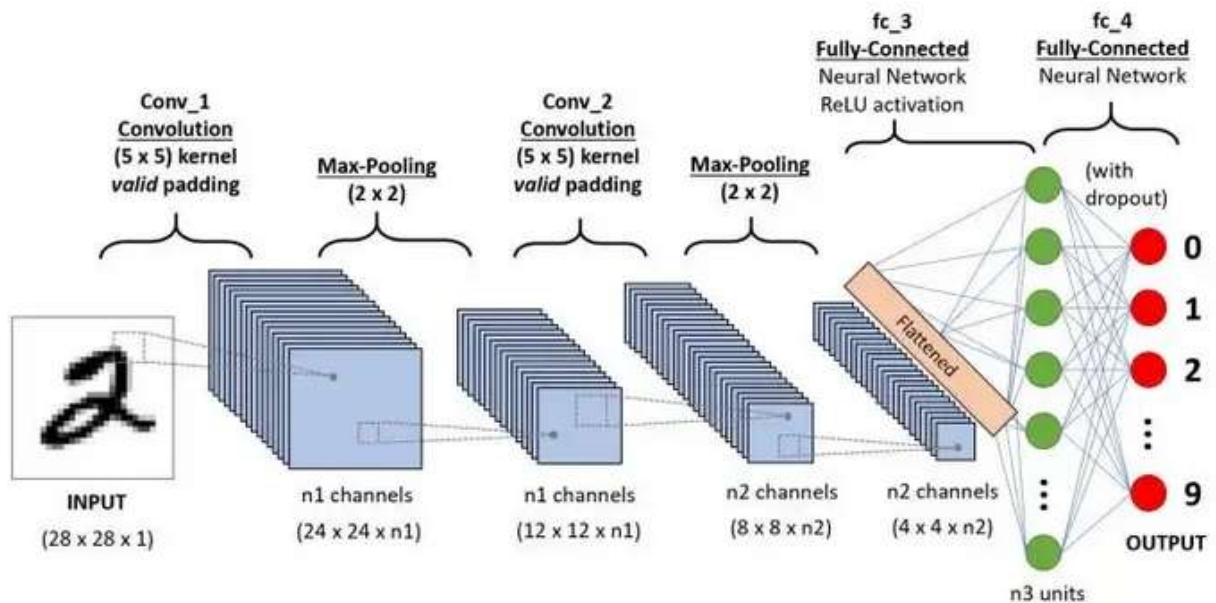 fc_3
Fully-Connected
Neural Network
ReLU activation
fc_4
Fully-Connected
Neural Network
Conv_1
Convolution
(5 x 5) kernel
valid padding
Max-Pooling
(2 x 2)
Conv_2
Convolution
(5 x 5) kernel
valid padding
Max-Pooling
(2 x 2)
(with
dropout)
Flattened
0
1
2
9
INPUT
(28 x 28 x 1)
n1 channels
(24 x 24 x n1)
n1 channels
(12 x 12 x n1)
n2 channels
(8 x 8 x n2)
n2 channels
(4 x 4 x n2)
OUTPUT
n3 units